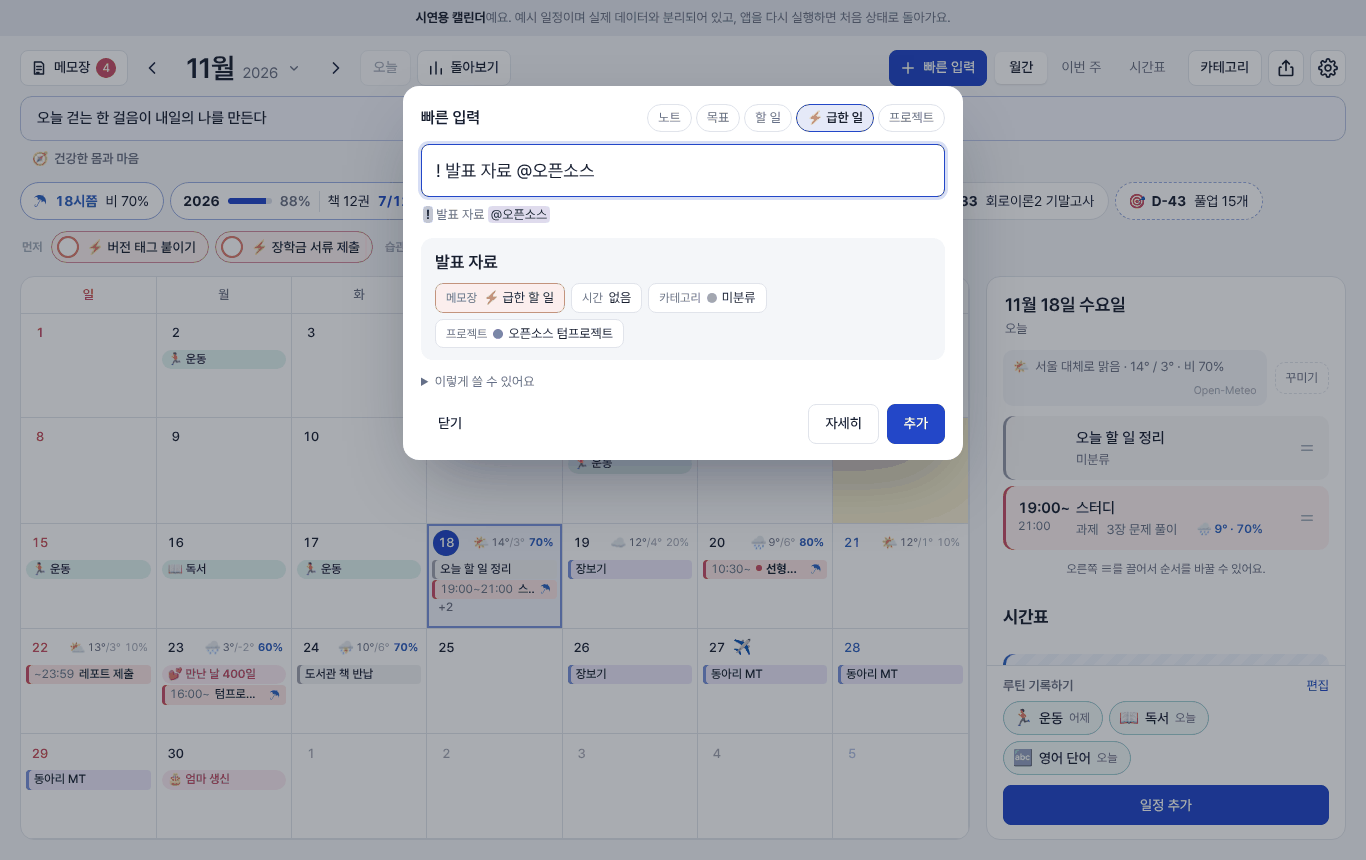 시연용 캘린더예요. 예시 일정이며 실제 데이터와 분리되어 있고, 앱을 다시 실행하면 처음 상태로 돌아가요.
메모장 4 11월 2026 오늘 돌아보기 빠른 입력 월간 이번 주 시간표 카테고리
오늘 걷는 한 걸음이 내일의 나를 만든다
🧭 건강한 몸과 마음
18시쯤 비 70% 2026 88% 책 12권 7/1 33 회로이론2 기말고사 D-43 풀업 15개
먼저 ⚡ 버전 태그 붙이기 ⚡ 장학금 서류 제출 습관
빠른 입력 노트 목표 할 일 ⚡ 급한 일 프로젝트
! 발표 자료 @오픈소스
! 발표 자료 @오픈소스
발표 자료
메모장 ⚡ 급한 할 일 시간 없음 카테고리 미분류
프로젝트 오픈소스 텀프로젝트
▶ 이렇게 쓸 수 있어요
닫기 자세히 추가
일 월 화
1 2 3
운동
8 9 10
운동
15 16 17 18 14°/3° 70% 19 12°/4° 20% 20 9°/6° 80% 21 12°/1° 10%
운동 독서 운동 오늘 할 일 정리 장보기 10:30~ 선형...
19:00~21:00 스..
+2
22 13°/3° 10% 23 3°/-2° 60% 24 10°/6° 70% 25 26 27 28
~23:59 레포트 제출 만난 날 400일 도서관 책 반납 장보기 동아리 MT 동아리 MT
16:00~ 텀프로...
29 30 1 2 3 4 5
동아리 MT 엄마 생신
11월 18일 수요일
오늘
서울 대체로 맑음 · 14° / 3° · 비 70%
Open-Meteo
꾸미기
오늘 할 일 정리
미분류
19:00~ 스터디
21:00 과제 3장 문제 풀이 9° · 70%
오른쪽 ≡를 끌어서 순서를 바꿀 수 있어요.
시간표
루틴 기록하기 편집
운동 어제 독서 오늘
abc 영어 단어 오늘
일정 추가